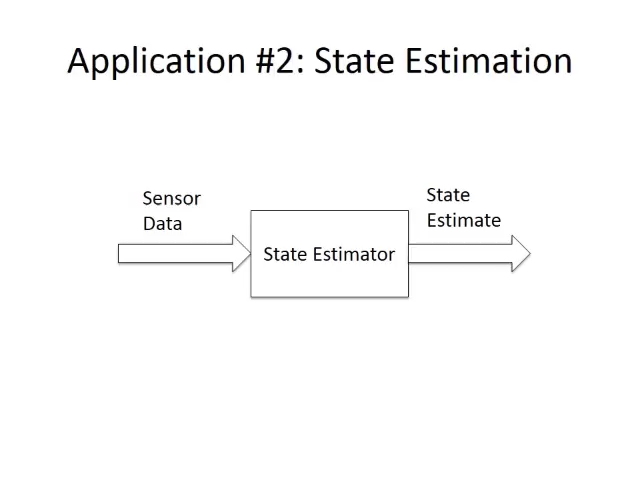 Application #2: State Estimation
Sensor
Data
State Estimator
State
Estimate